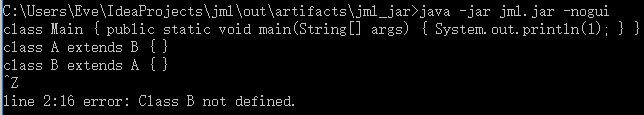 C:\Users\Eve\IdeaProjects\jml\out\artifacts\jml_jar>java -jar jml.jar -nogui
class Main { public static void main(String[] args) { System.out.println(1); } }
class A extends B { }
class B extends A { }
^Z
line 2:16 error: Class B not defined.